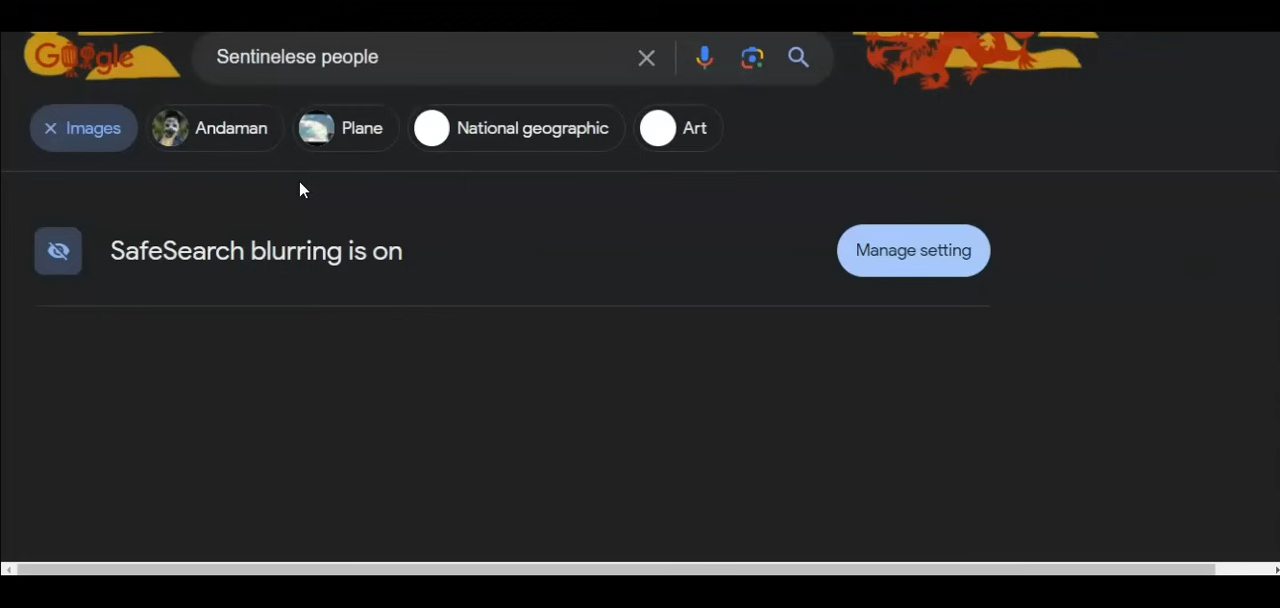 Google
Sentinelese people
Images
Andaman
Plane
National geographic
Art
SafeSearch blurring is on
Manage setting